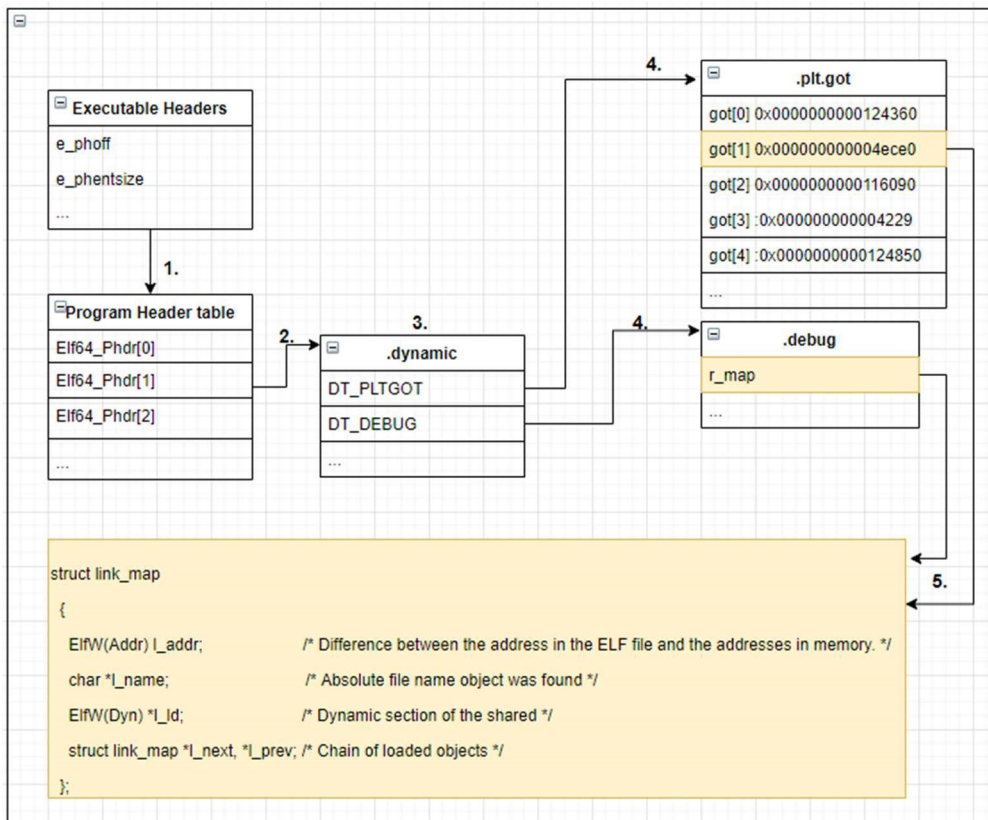 Executable Headers
e_phoff
e_phentsize
...
1.
Program Header table
Elf64_Phdr[0]
Elf64_Phdr[1]
Elf64_Phdr[2]
...
2.
3.
.dynamic
DT_PLTGOT
DT_DEBUG
...
4.
.plt.got
got[0] 0x0000000000124360
got[1] 0x000000000004ece0
got[2] 0x0000000000116090
got[3] :0x000000000004229
got[4] :0x0000000000124850
...
4.
.debug
r_map
...
5.
struct link_map
{
ElfW(Addr) l_addr; /* Difference between the address in the ELF file and the addresses in memory. */
char *l_name; /* Absolute file name object was found */
ElfW(Dyn) *l_ld; /* Dynamic section of the shared */
struct link_map *l_next, *l_prev; /* Chain of loaded objects */
};